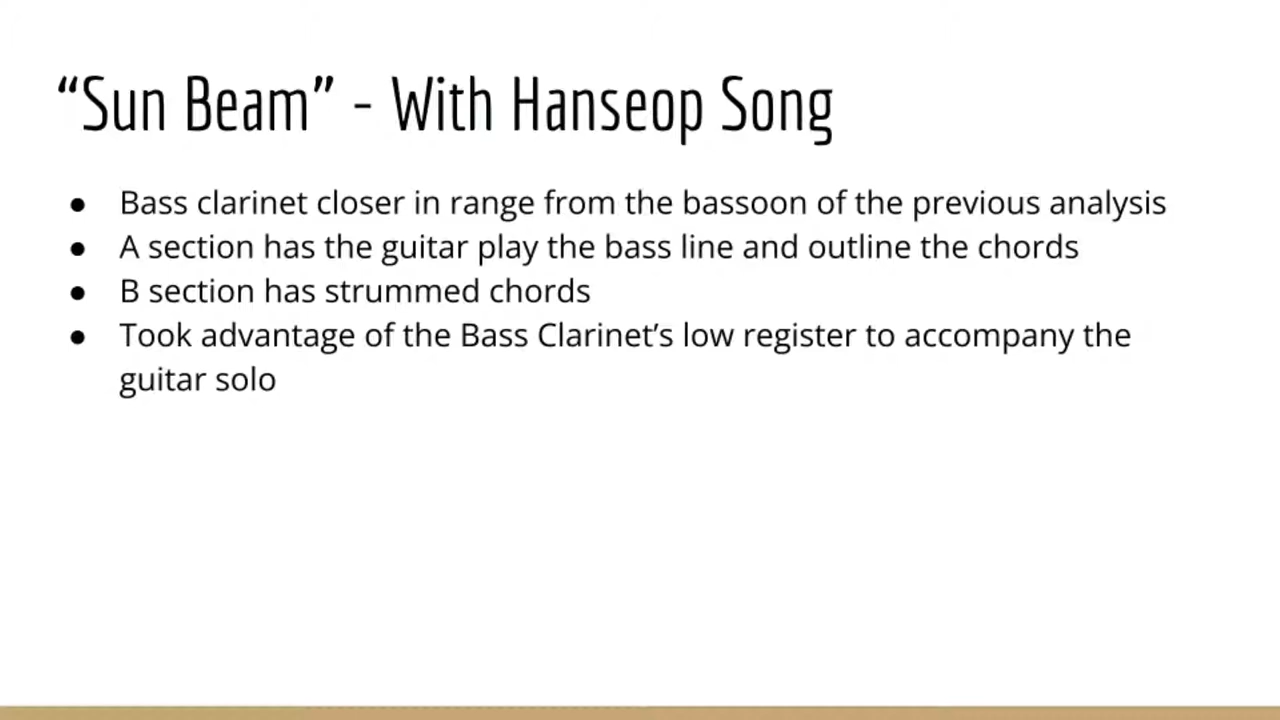 “Sun Beam” - With Hanseop Song
● Bass clarinet closer in range from the bassoon of the previous analysis
● A section has the guitar play the bass line and outline the chords
● B section has strummed chords
● Took advantage of the Bass Clarinet’s low register to accompany the
guitar solo